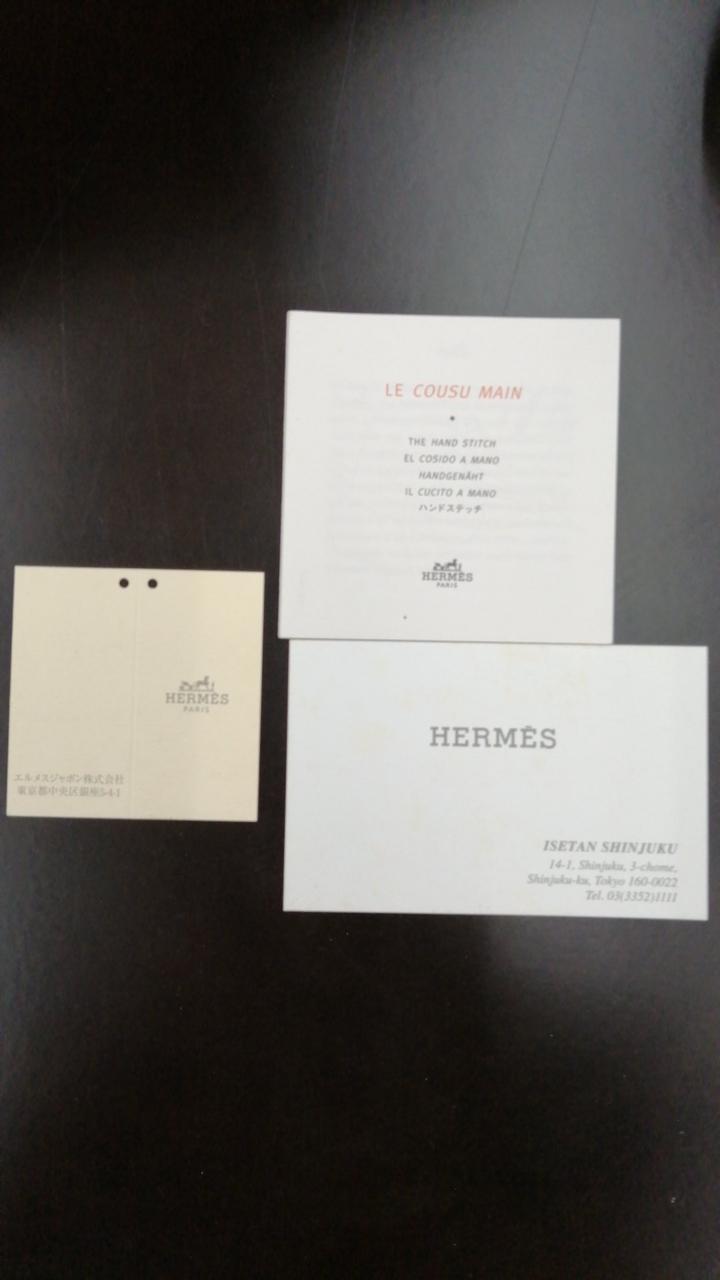 LE COUSU MAIN
THE HAND STITCH
EL COSIDO A MANO
HANDGENÄHT
IL CUCITO A MANO
ハンドステッチ
HERMÈS
PARIS
HERMÈS
PARIS
エルメスジャポン株式会社
東京都中央区銀座5-4-1
HERMÈS
ISETAN SHINJUKU
14-1, Shinjuku, 3-chome,
Shinjuku-ku, Tokyo 160-0022
Tel. 03(3352)1111